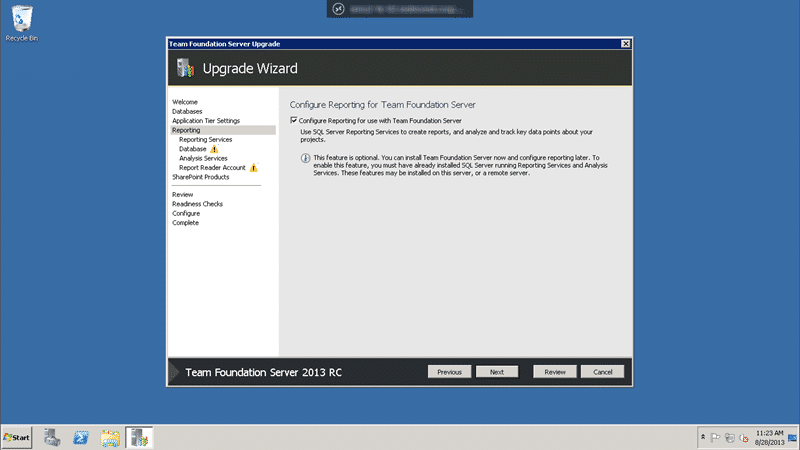 Recycle Bin
Team Foundation Server Upgrade
Upgrade Wizard
Welcome
Databases
Application Tier Settings
Reporting
Reporting Services
Database
Analysis Services
Report Reader Account
SharePoint Products
Review
Readiness Checks
Configure
Complete
Configure Reporting for Team Foundation Server
Configure Reporting for use with Team Foundation Server
Use SQL Server Reporting Services to create reports, and analyze and track key data points about your
projects.
This feature is optional. You can install Team Foundation Server now and configure reporting later. To
enable this feature, you must have already installed SQL Server running Reporting Services and Analysis
Services. These features may be installed on this server, or a remote server.
Team Foundation Server 2013 RC
Previous
Next
Review
Cancel
Start
11:23 AM
8/28/2013